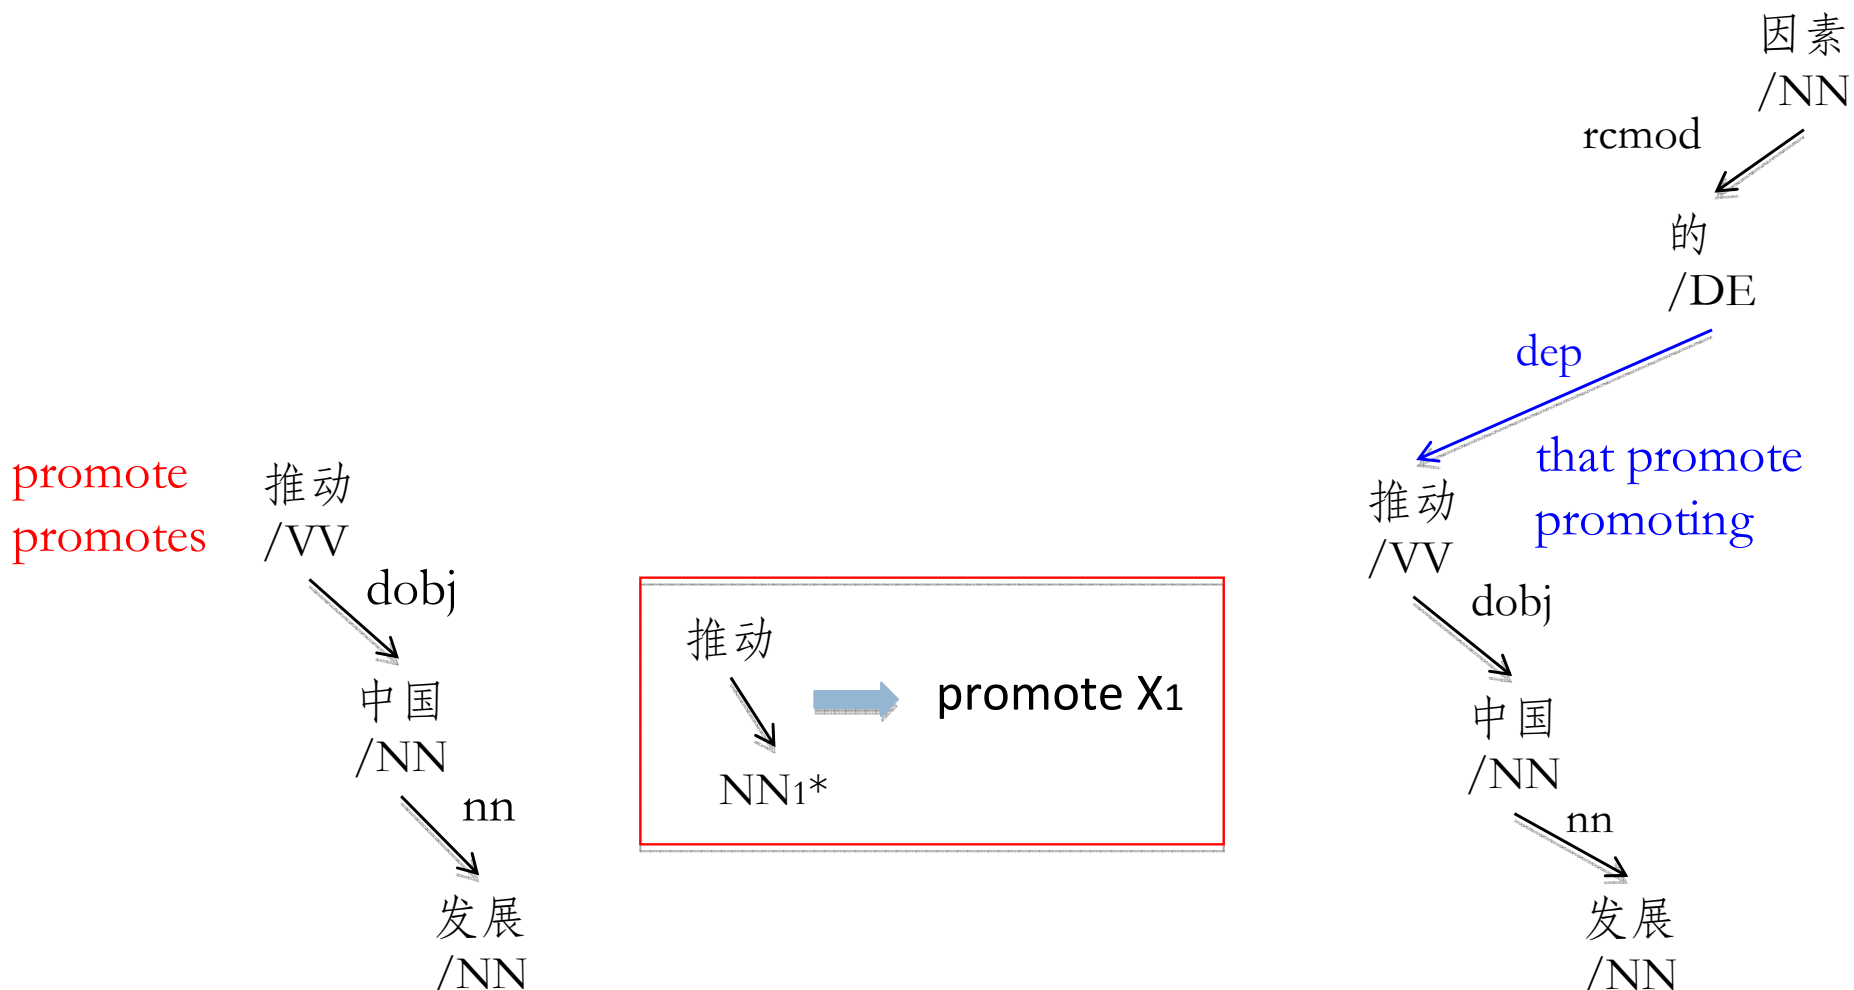 promote
promotes
推动
/VV
dobj
中国
/NN
nn
发展
/NN
推动
promote X1
NN1*
因素
/NN
rcmod
的
/DE
dep
that promote
promoting
推动
/VV
dobj
中国
/NN
nn
发展
/NN